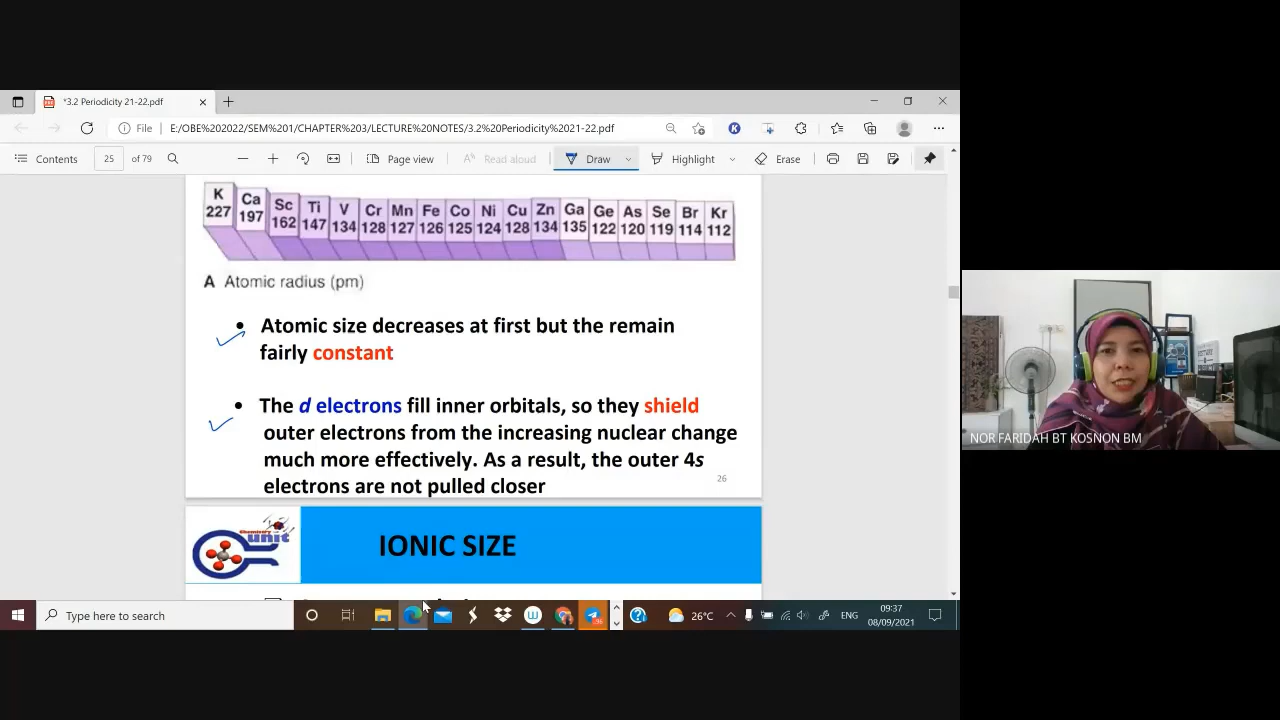 *3.2 Periodicity 21-22.pdf
File E:/OBE%202022/SEM%201/CHAPTER%203/LECTURE%20NOTES/3.2%20Periodicity%2021-22.pdf
Contents 25 of 79 Page view Read aloud Draw Highlight Erase
K Ca Sc Ti V Cr Mn Fe Co Ni Cu Zn Ga Ge As Se Br Kr
227 197 162 147 134 128 127 126 125 124 128 134 135 122 120 119 114 112
A Atomic radius (pm)
• Atomic size decreases at first but the remain
fairly constant
• The d electrons fill inner orbitals, so they shield
outer electrons from the increasing nuclear change
much more effectively. As a result, the outer 4s
electrons are not pulled closer
26
Chemistry
unit
IONIC SIZE
NOR FARIDAH BT KOSNON BM
Type here to search
26°C
ENG
09:37
08/09/2021